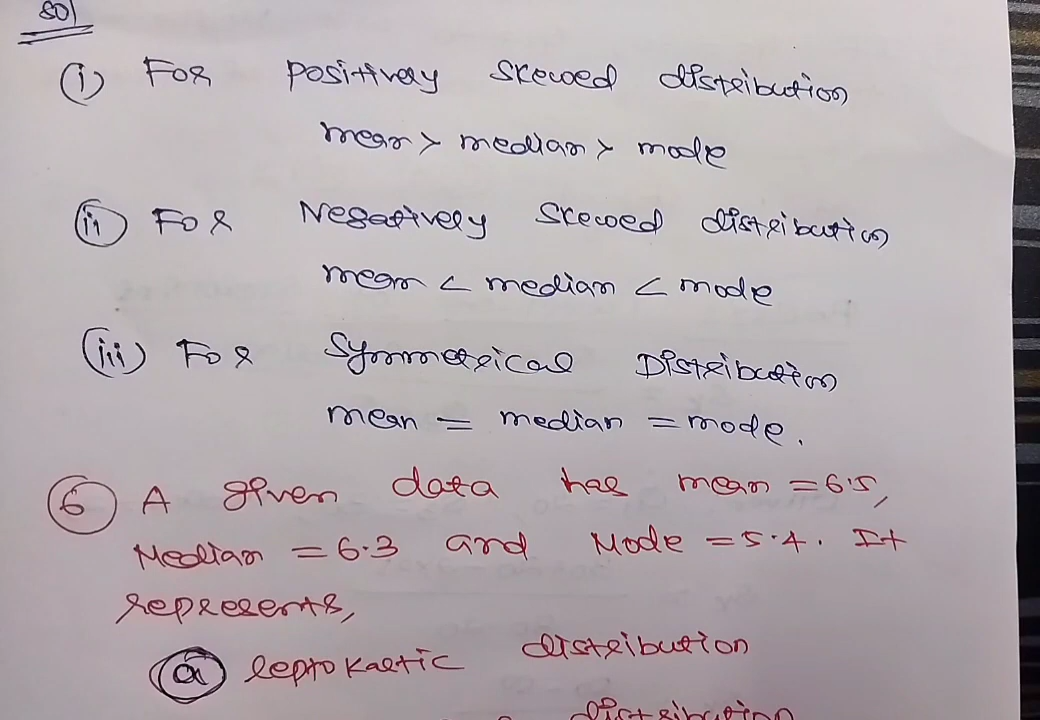 sol
(i) For positively skewed distribution
mean > median > mode
(ii) For Negatively skewed distribution
mean < median < mode
(iii) For Symmetrical Distribution
mean = median = mode.
(6) A given data has mean = 6.5,
Median = 6.3 and Mode = 5.4. It
represents,
(a) leptokurtic distribution
distribution